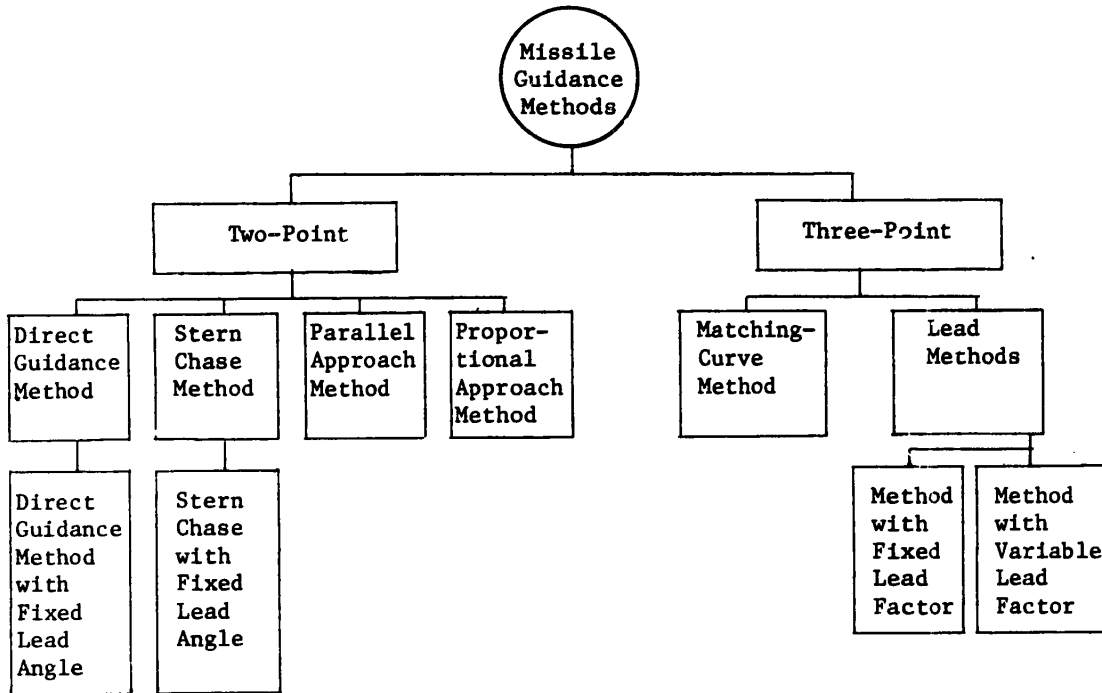 Missile
Guidance
Methods
Two-Point
Three-Point
Direct
Guidance
Method
Stern
Chase
Method
Parallel
Approach
Method
Propor-
tional
Approach
Method
Matching-
Curve
Method
Lead
Methods
Direct
Guidance
Method
with
Fixed
Lead
Angle
Stern
Chase
with
Fixed
Lead
Angle
Method
with
Fixed
Lead
Factor
Method
with
Variable
Lead
Factor